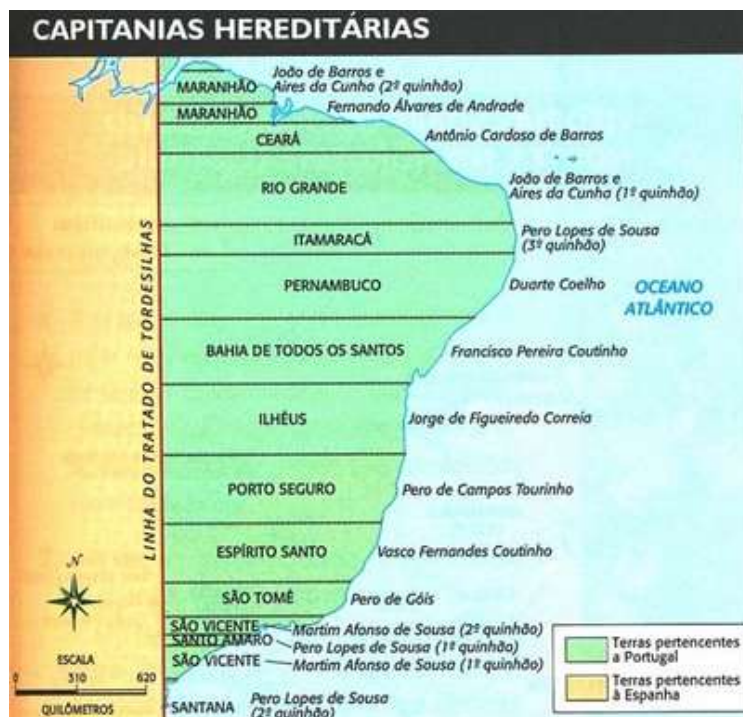 CAPITANIAS HEREDITÁRIAS
MARANHÃO
João de Barros e
Aires da Cunha (2º quinhão)
MARANHÃO
Fernando Álvares de Andrade
CEARÁ
Antônio Cardoso de Barros
RIO GRANDE
João de Barros e
Aires da Cunha (1º quinhão)
ITAMARACÁ
Pero Lopes de Sousa
(3º quinhão)
PERNAMBUCO
Duarte Coelho
OCEANO
ATLÂNTICO
BAHIA DE TODOS OS SANTOS
Francisco Pereira Coutinho
ILHÉUS
Jorge de Figueiredo Correia
PORTO SEGURO
Pero de Campos Tourinho
ESPÍRITO SANTO
Vasco Fernandes Coutinho
SÃO TOMÉ
Pero de Góis
SÃO VICENTE
Martim Afonso de Sousa (2º quinhão)
SANTO AMARO
Pero Lopes de Sousa (1º quinhão)
SÃO VICENTE
Martim Afonso de Sousa (1º quinhão)
SANTANA
Pero Lopes de Sousa
(2º quinhão)
LINHA DO TRATADO DE TORDESILHAS
N
ESCALA
0 310 620
QUILÔMETROS
Terras pertencentes
a Portugal
Terras pertencentes
à Espanha